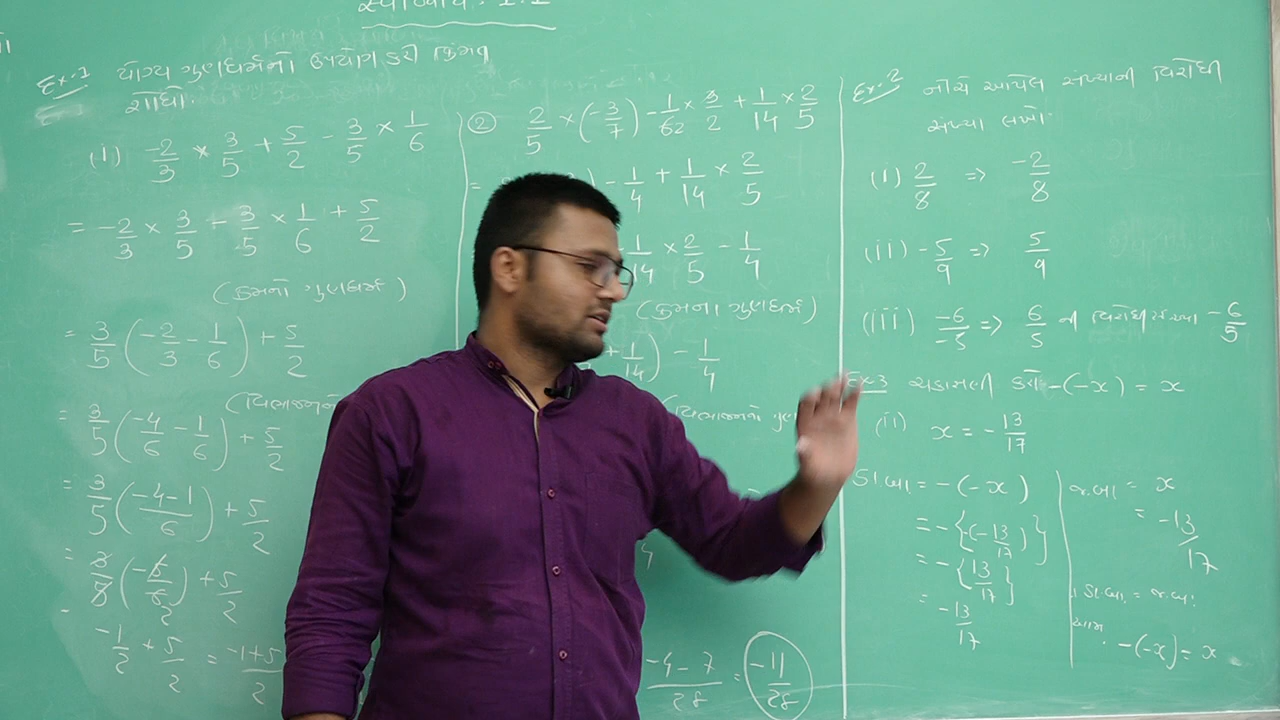 સ્વાધ્યાય: 1.1
Ex.1 યોગ્ય ગુણધર્મનો ઉપયોગ કરી કિંમત
શોધો.
(i) -2/3 × 3/5 + 5/2 - 3/5 × 1/6
= -2/3 × 3/5 - 3/5 × 1/6 + 5/2
(ક્રમનો ગુણધર્મ)
= 3/5 (-2/3 - 1/6) + 5/2
= 3/5 (-4/6 - 1/6) + 5/2
= 3/5 (-4-1/6) + 5/2
-1/2 + 5/2 = -1+5/2
② 2/5 × (-3/7) - 1/6 × 3/2 + 1/14 × 2/5
- 1/4 + 1/14 × 2/5
1/14 × 2/5 - 1/4
(ક્રમના ગુણધર્મ)
+ 1/14) - 1/4
-4-7/28 = -11/28
Ex.2 નીચે આપેલ સંખ્યાની વિરોધી
સંખ્યા લખો.
(i) 2/8 => -2/8
(ii) -5/9 => 5/9
(iii) -6/-5 => 6/5 ની વિરોધી સંખ્યા -6/5
Ex3 ચકાસણી કરો -(-x) = x
(ii) x = -13/17
ડા.બા = -(-x)
= -{-(-13/17)}
= -{13/17}
= -13/17
જ.બા = x
= -13/17
ડા.બા. = જ.બા.
આમ -(-x) = x